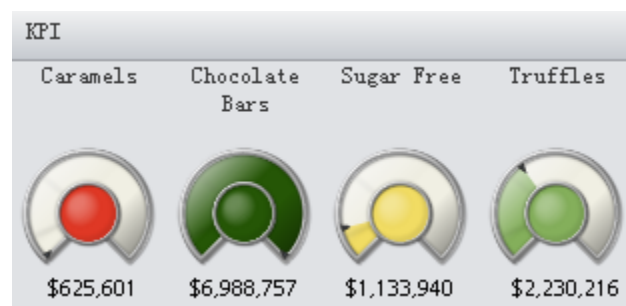 KPI
Caramels
Chocolate
Bars
Sugar Free
Truffles
$625,601
$6,988,757
$1,133,940
$2,230,216